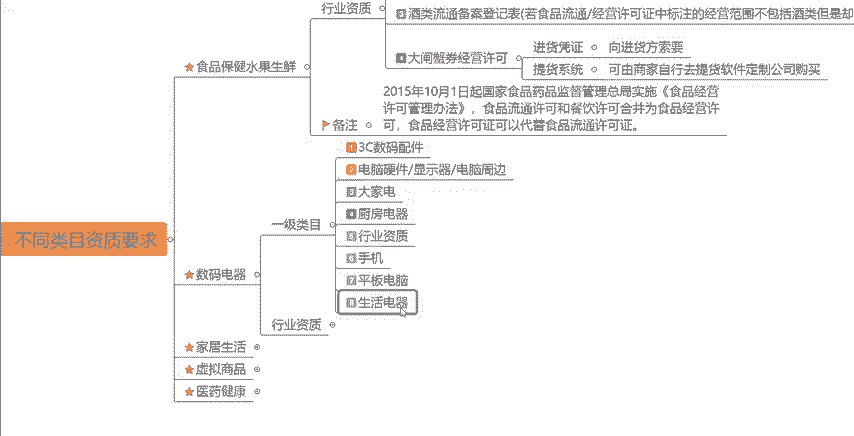 行业资质
酒类流通备案登记表(若食品流通/经营许可证中标注的经营范围不包括酒类但是却
大闸蟹券经营许可
进货凭证
向进货方索要
提货系统
可由商家自行去提货软件定制公司购买
食品保健水果生鲜
2015年10月1日起国家食品药品监督管理总局实施《食品经营
许可管理办法》，食品流通许可和餐饮许可合并为食品经营许
可，食品经营许可证可以代替食品流通许可证。
备注
1 3C数码配件
2 电脑硬件/显示器/电脑周边
3 大家电
4 厨房电器
5 行业资质
6 手机
7 平板电脑
8 生活电器
一级类目
不同类目资质要求
数码电器
行业资质
家居生活
虚拟商品
医药健康